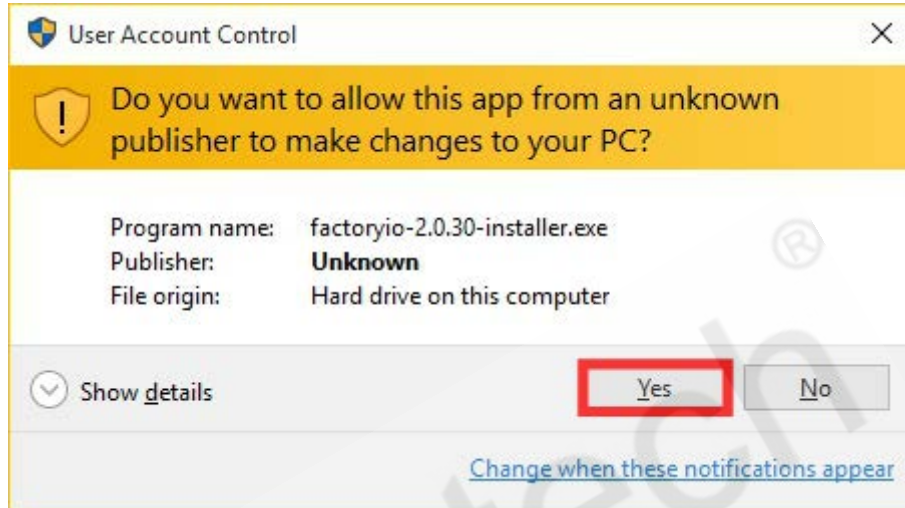 User Account Control
Do you want to allow this app from an unknown
publisher to make changes to your PC?
Program name: factoryio-2.0.30-installer.exe
Publisher: Unknown
File origin: Hard drive on this computer
®
Show details
Yes
No
Change when these notifications appear
tech